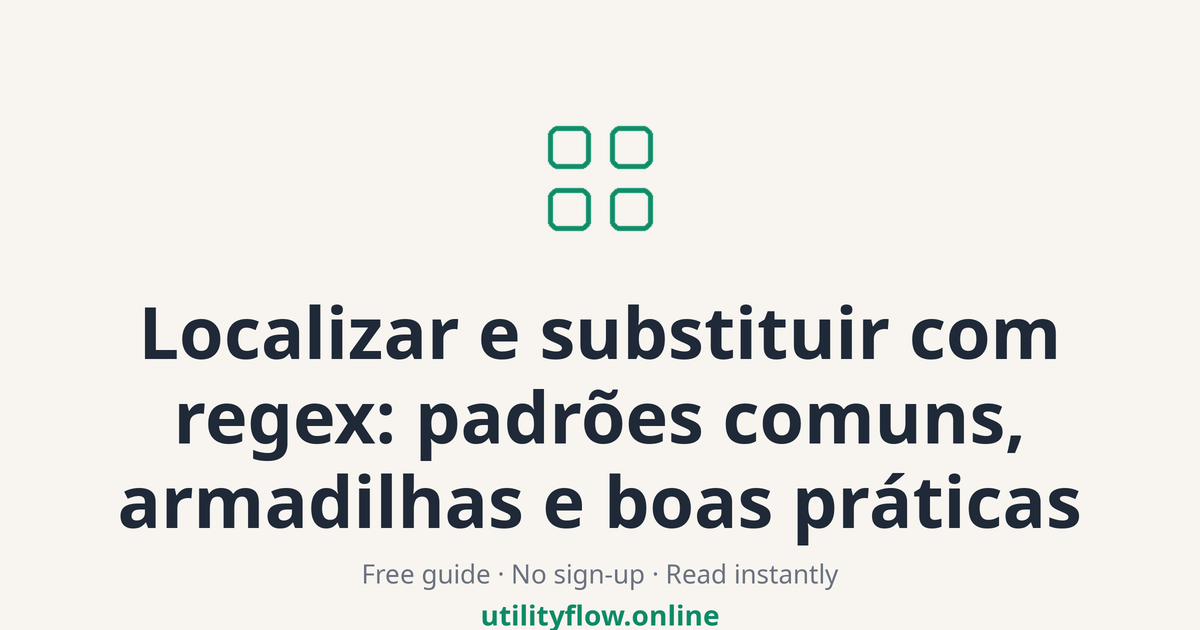 Localizar e substituir com
regex: padrões comuns,
armadilhas e boas práticas
Free guide · No sign-up · Read instantly
utilityflow.online